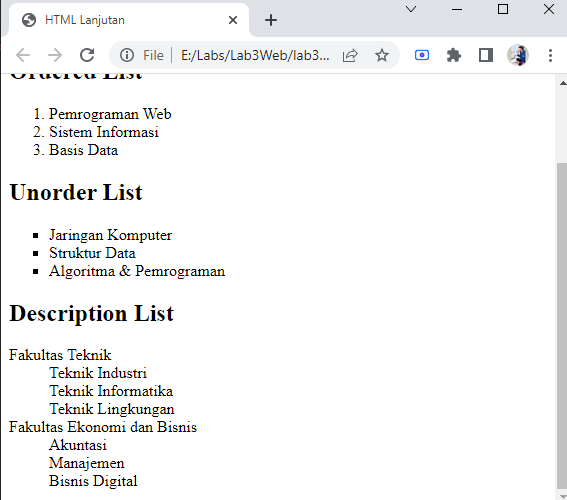 HTML Lanjutan
File
E:/Labs/Lab3Web/lab3...
Ordered List
1. Pemrograman Web
2. Sistem Informasi
3. Basis Data
Unorder List
Jaringan Komputer
Struktur Data
Algoritma & Pemrograman
Description List
Fakultas Teknik
Teknik Industri
Teknik Informatika
Teknik Lingkungan
Fakultas Ekonomi dan Bisnis
Akuntasi
Manajemen
Bisnis Digital